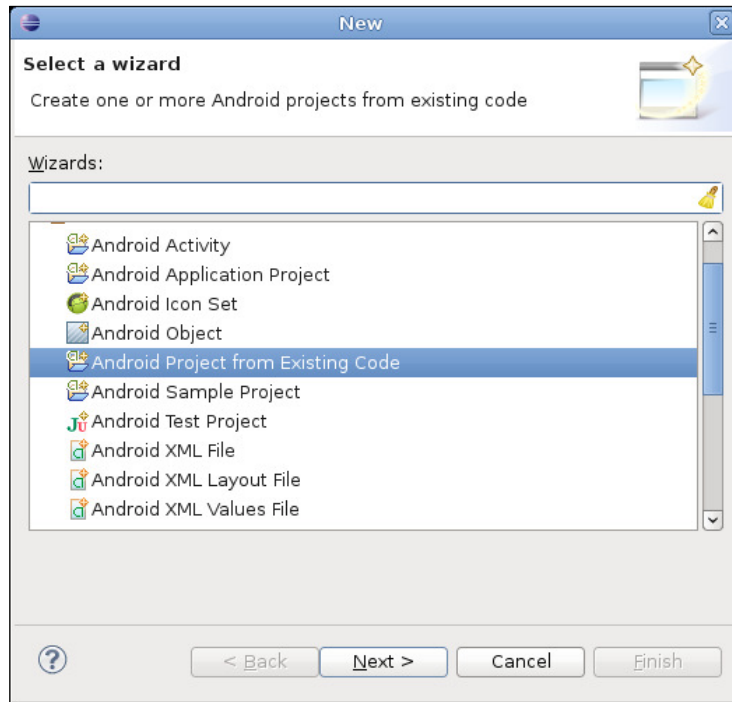 New
Select a wizard
Create one or more Android projects from existing code
Wizards:
Android Activity
Android Application Project
Android Icon Set
Android Object
Android Project from Existing Code
Android Sample Project
Android Test Project
Android XML File
Android XML Layout File
Android XML Values File
< Back Next > Cancel Finish